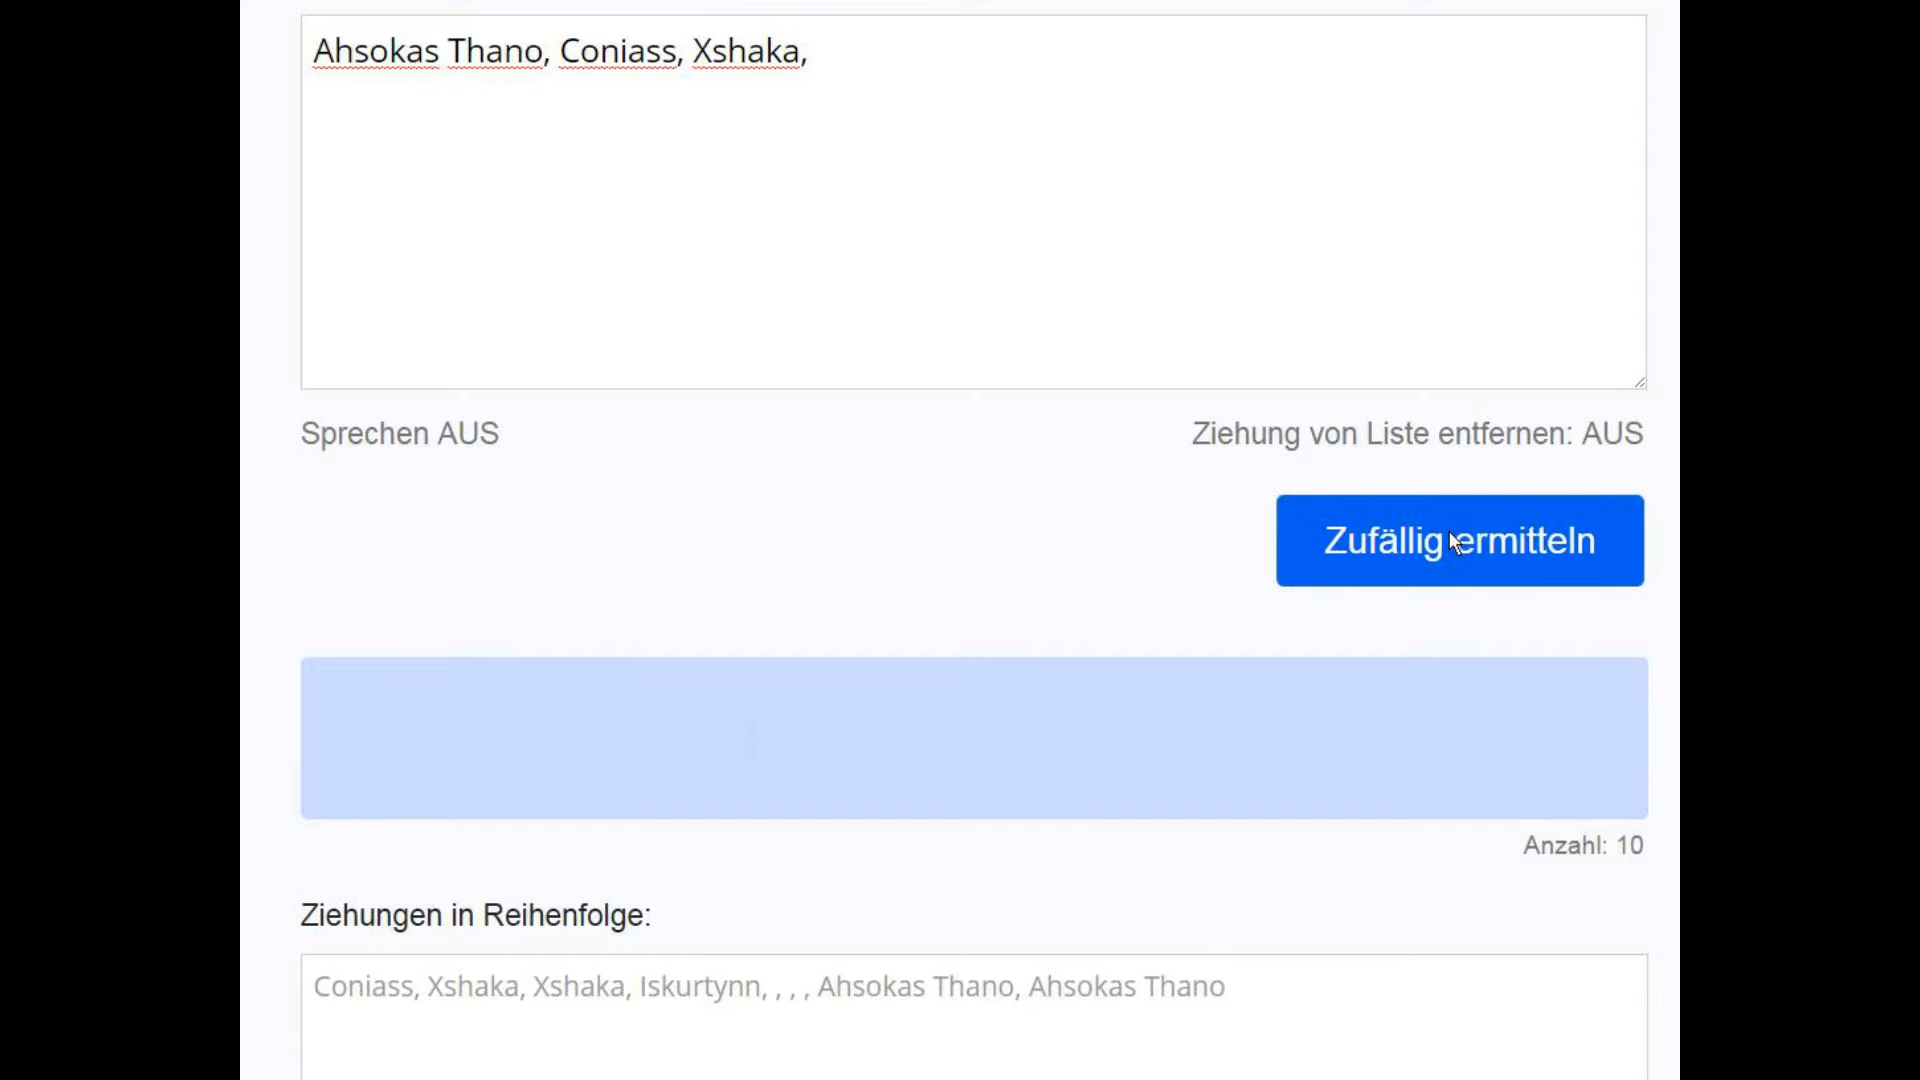 Ahsokas Thano, Coniass, Xshaka,
Sprechen AUS
Ziehung von Liste entfernen: AUS
Zufällig ermitteln
Anzahl: 10
Ziehungen in Reihenfolge:
Coniass, Xshaka, Xshaka, Iskurtynn, , , , Ahsokas Thano, Ahsokas Thano